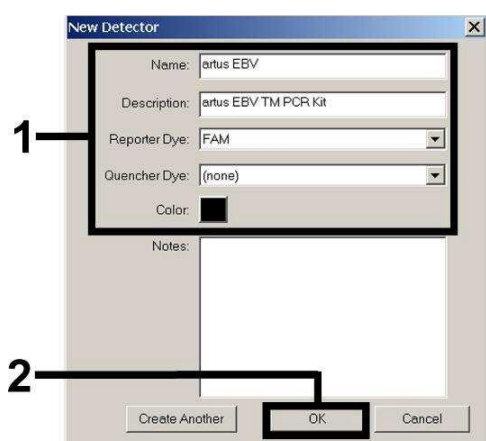 New Detector
Name: artus EBV
Description: artus EBV TM PCR Kit
1
Reporter Dye: FAM
Quencher Dye: (none)
Color:
Notes:
2
Create Another OK Cancel